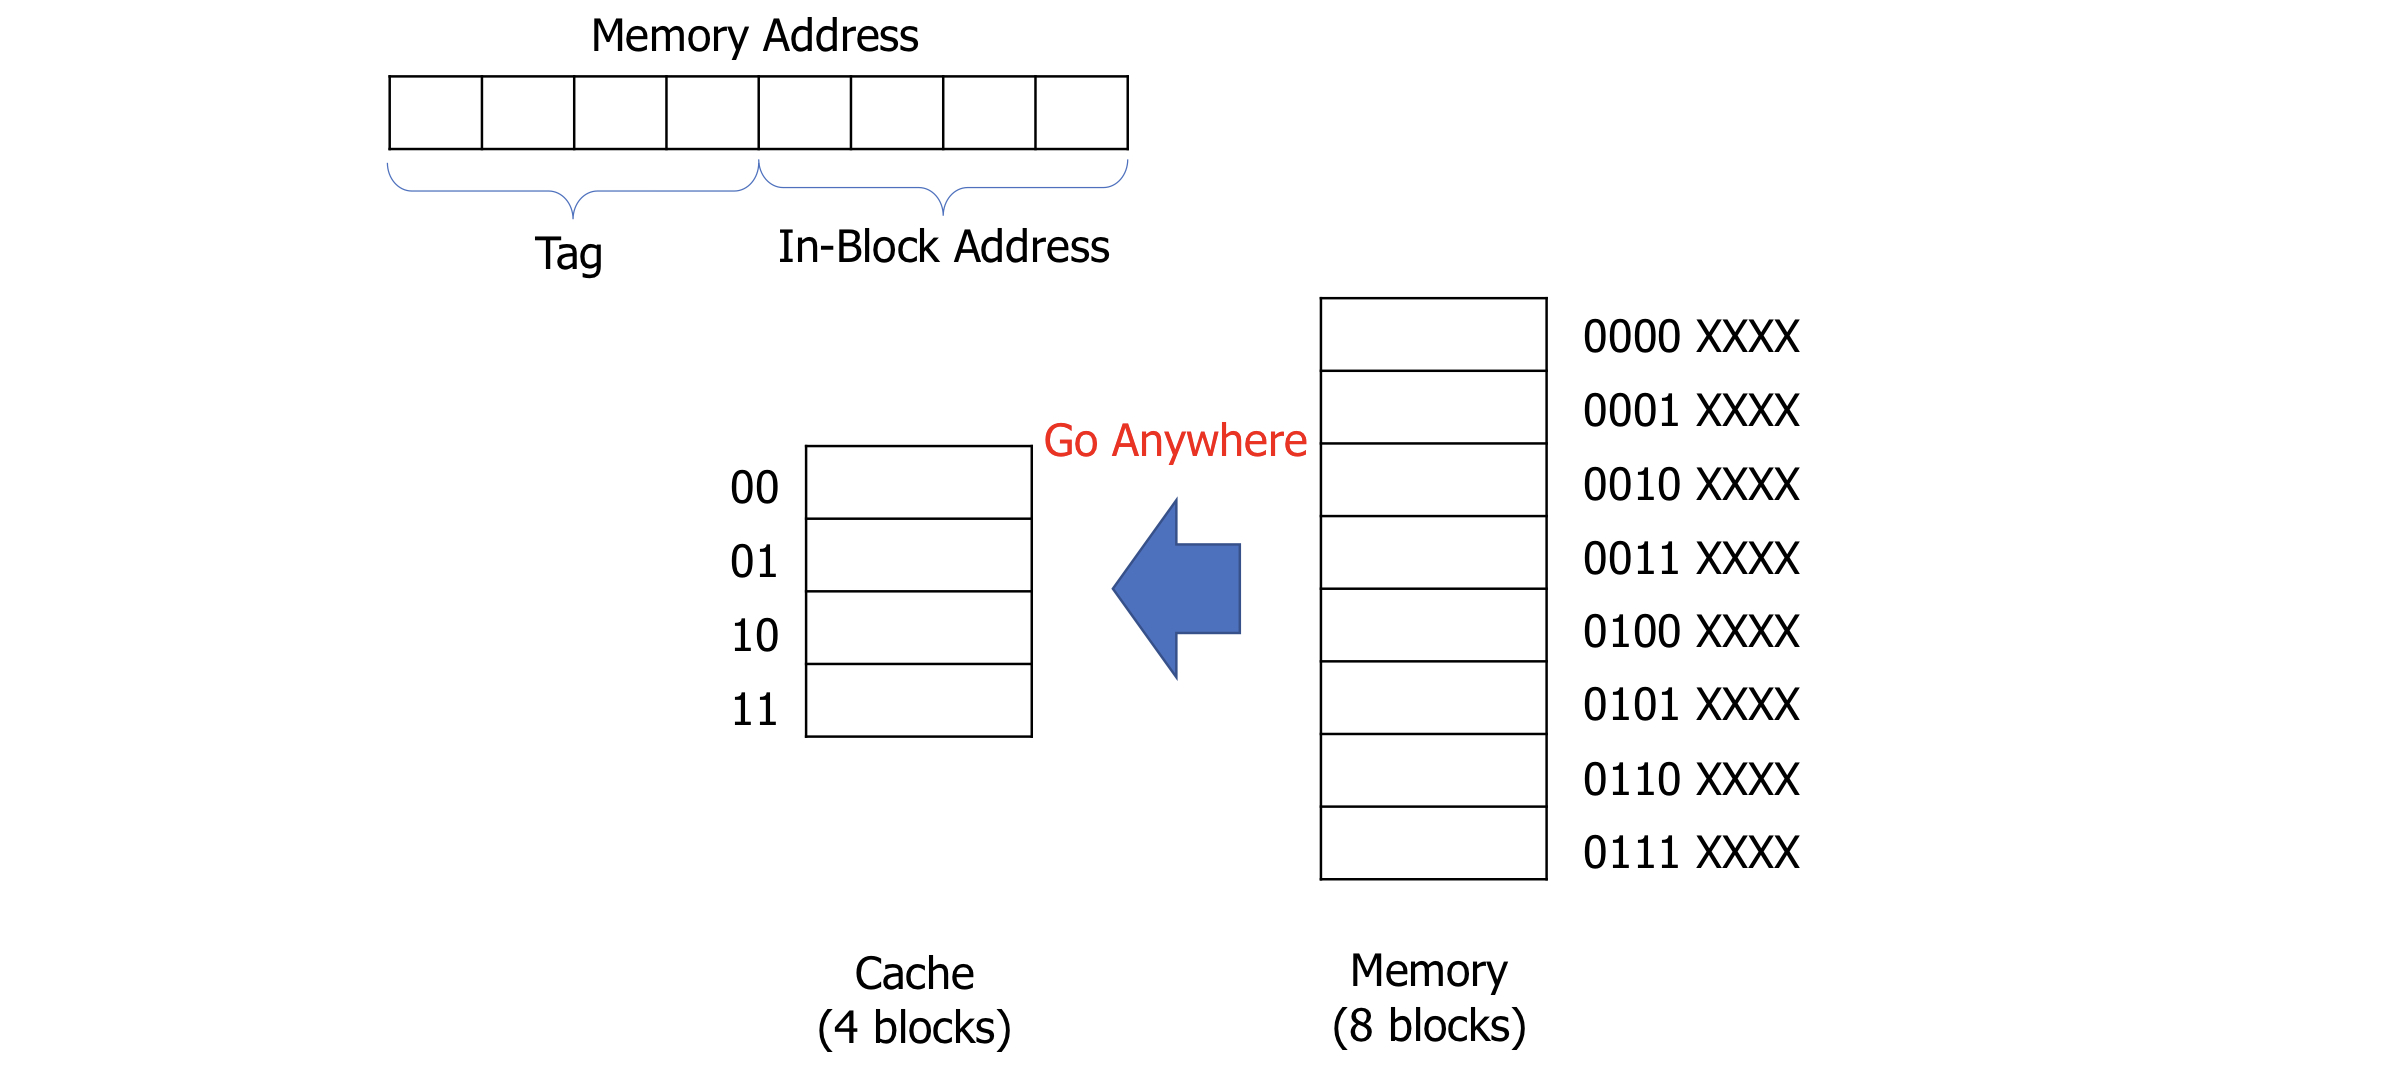 Memory Address
Tag
In-Block Address
Go Anywhere
00
01
10
11
0000 XXXX
0001 XXXX
0010 XXXX
0011 XXXX
0100 XXXX
0101 XXXX
0110 XXXX
0111 XXXX
Cache
(4 blocks)
Memory
(8 blocks)